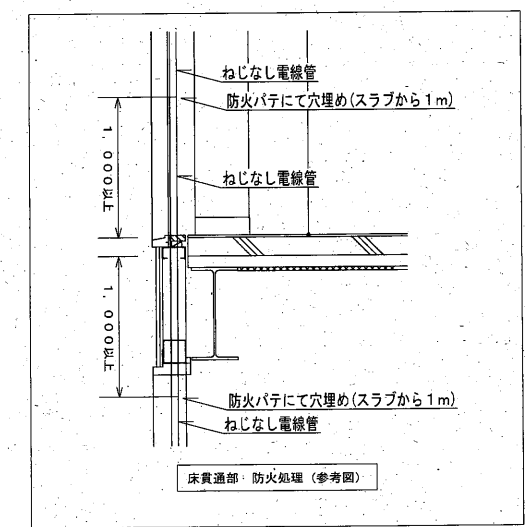 ねじなし電線管
防火パテにて穴埋め(スラブから1m)
1,000以上
ねじなし電線管
1,000以上
防火パテにて穴埋め(スラブから1m)
ねじなし電線管
床貫通部 防火処理(参考図)